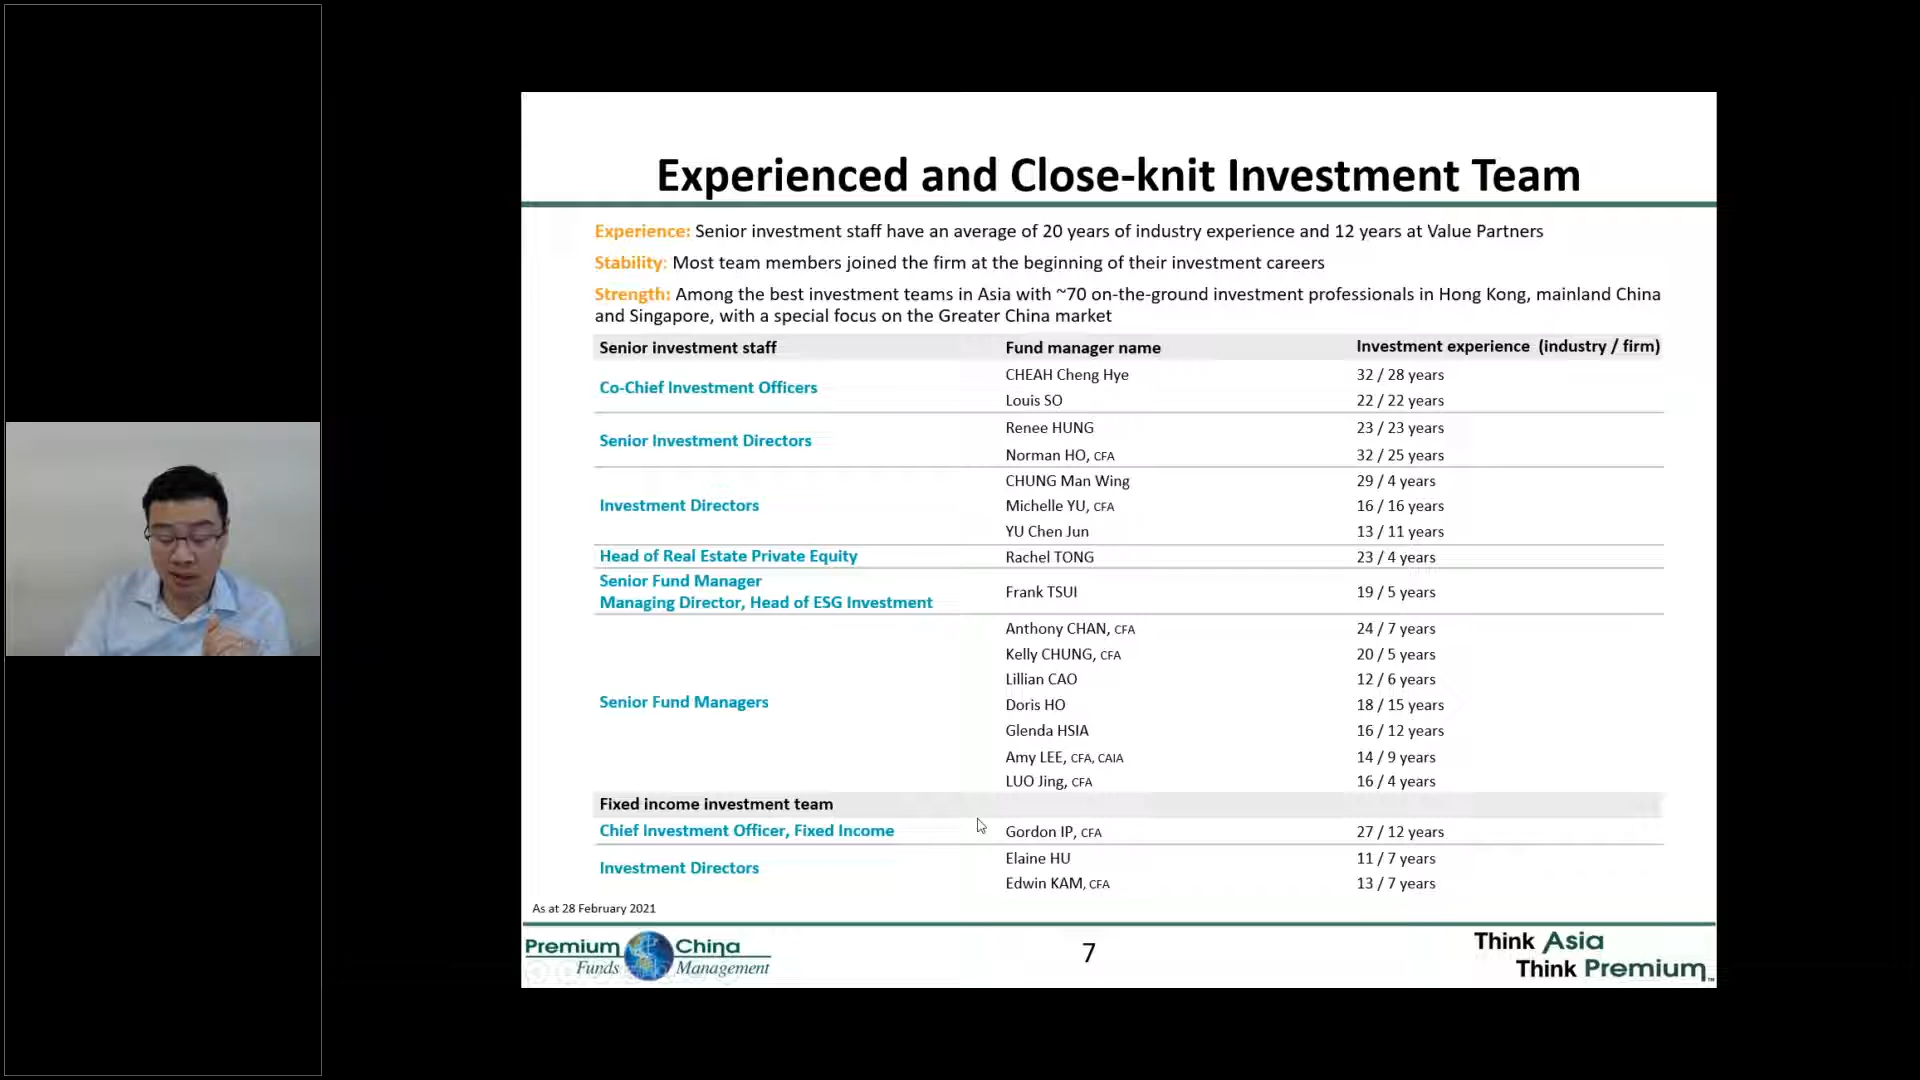 Experienced and Close-knit Investment Team
Experience: Senior investment staff have an average of 20 years of industry experience and 12 years at Value Partners
Stability: Most team members joined the firm at the beginning of their investment careers
Strength: Among the best investment teams in Asia with ~70 on-the-ground investment professionals in Hong Kong, mainland China
and Singapore, with a special focus on the Greater China market
Senior investment staff Fund manager name Investment experience (industry / firm)
Co-Chief Investment Officers
CHEAH Cheng Hye 32 / 28 years
Louis SO 22 / 22 years
Senior Investment Directors
Renee HUNG 23 / 23 years
Norman HO, CFA 32 / 25 years
Investment Directors
CHUNG Man Wing 29 / 4 years
Michelle YU, CFA 16 / 16 years
YU Chen Jun 13 / 11 years
Head of Real Estate Private Equity Rachel TONG 23 / 4 years
Senior Fund Manager
Managing Director, Head of ESG Investment
Frank TSUI 19 / 5 years
Senior Fund Managers
Anthony CHAN, CFA 24 / 7 years
Kelly CHUNG, CFA 20 / 5 years
Lillian CAO 12 / 6 years
Doris HO 18 / 15 years
Glenda HSIA 16 / 12 years
Amy LEE, CFA, CAIA 14 / 9 years
LUO Jing, CFA 16 / 4 years
Fixed income investment team
Chief Investment Officer, Fixed Income Gordon IP, CFA 27 / 12 years
Investment Directors
Elaine HU 11 / 7 years
Edwin KAM, CFA 13 / 7 years
As at 28 February 2021
Premium China
Funds Management
7
Think Asia
Think Premium™